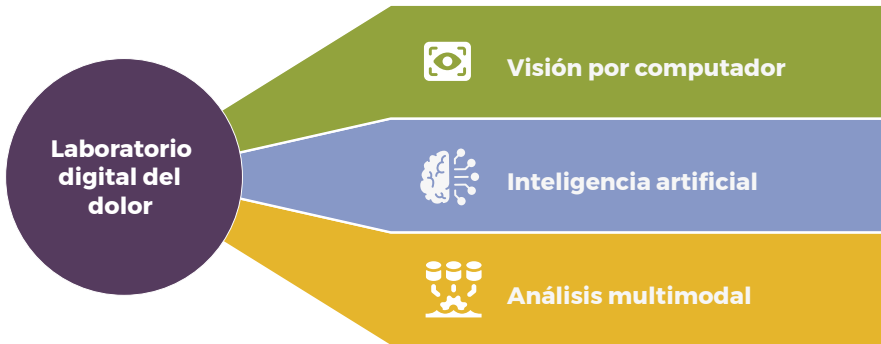 Laboratorio
digital del
dolor
Visión por computador
Inteligencia artificial
Análisis multimodal